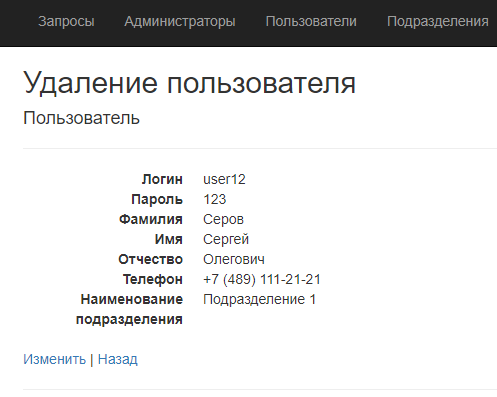 Запросы Администраторы Пользователи Подразделения
Удаление пользователя
Пользователь
Логин user12
Пароль 123
Фамилия Серов
Имя Сергей
Отчество Олегович
Телефон +7 (489) 111-21-21
Наименование Подразделение 1
подразделения
Изменить | Назад